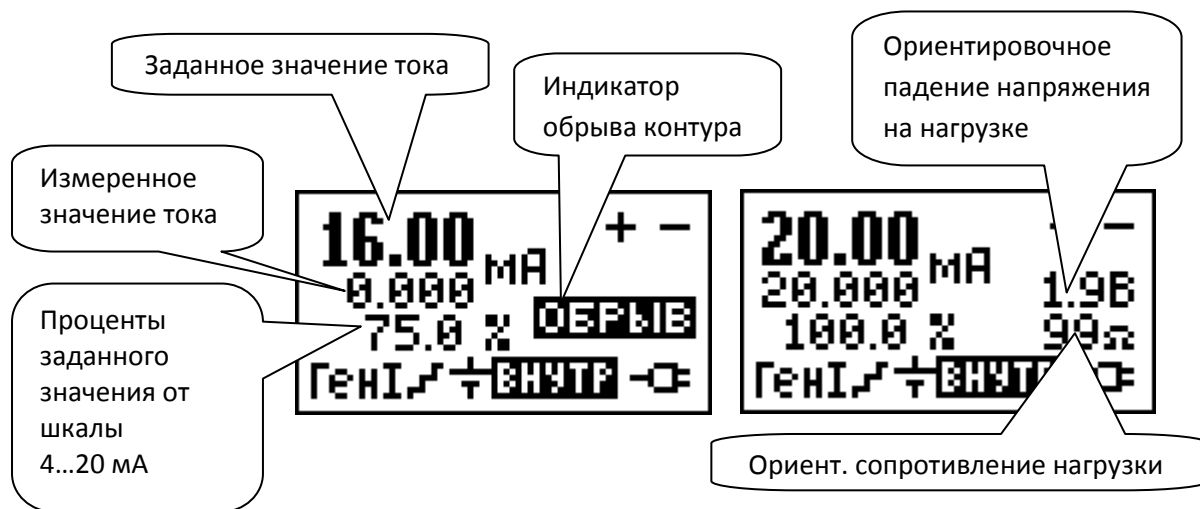 Заданное значение тока
Индикатор
обрыва контура
Ориентировочное
падение напряжения
на нагрузке
Измеренное
значение тока
Проценты
заданного
значения от
шкалы
4...20 мА
16.00 мА + −
0.000
75.0 % ОБРЫВ
ГенI ВНУТР
20.00 мА −
20.000 1.9В
100.0 % 99Ω
ГенI
Ориент. сопротивление нагрузки